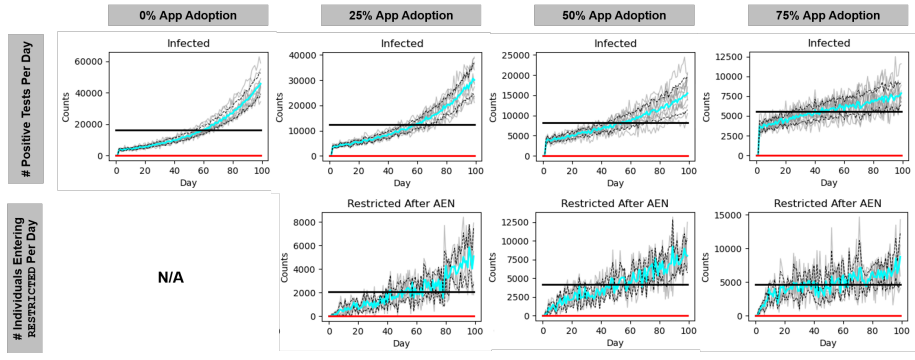 0% App Adoption
25% App Adoption
50% App Adoption
75% App Adoption
# Positive Tests Per Day
Infected
60000
40000
20000
0
Counts
0 20 40 60 80 100
Day
Infected
40000
30000
20000
10000
0
Counts
0 20 40 60 80 100
Day
Infected
25000
20000
15000
10000
5000
0
Counts
0 20 40 60 80 100
Day
Infected
12500
10000
7500
5000
2500
0
Counts
0 20 40 60 80 100
Day
# Individuals Entering
RESTRICTED Per Day
N/A
Restricted After AEN
8000
6000
4000
2000
0
Counts
0 20 40 60 80 100
Day
Restricted After AEN
12500
10000
7500
5000
2500
0
Counts
0 20 40 60 80 100
Day
Restricted After AEN
15000
10000
5000
0
Counts
0 20 40 60 80 100
Day